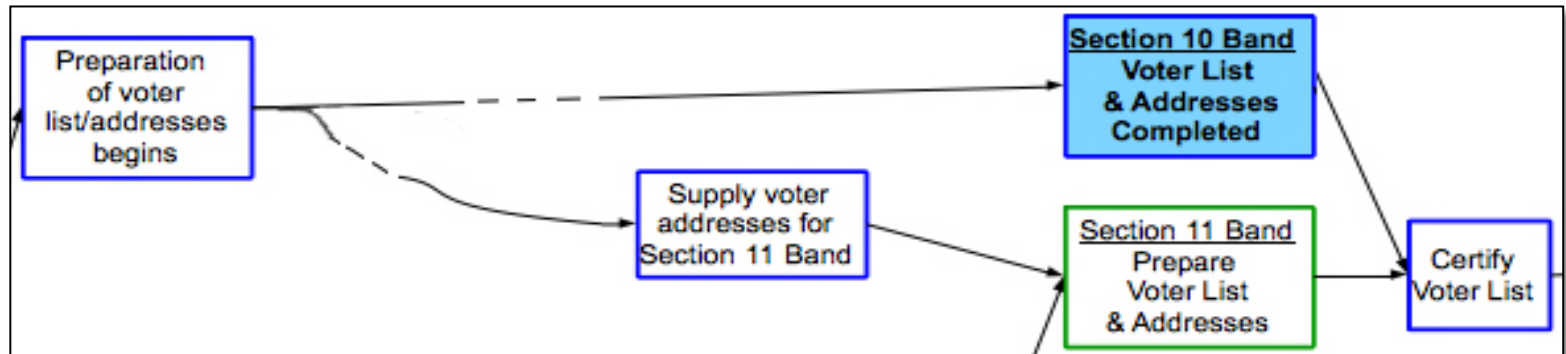 Preparation
of voter
list/addresses
begins
Section 10 Band
Voter List
& Addresses
Completed
Supply voter
addresses for
Section 11 Band
Section 11 Band
Prepare
Voter List
& Addresses
Certify
Voter List